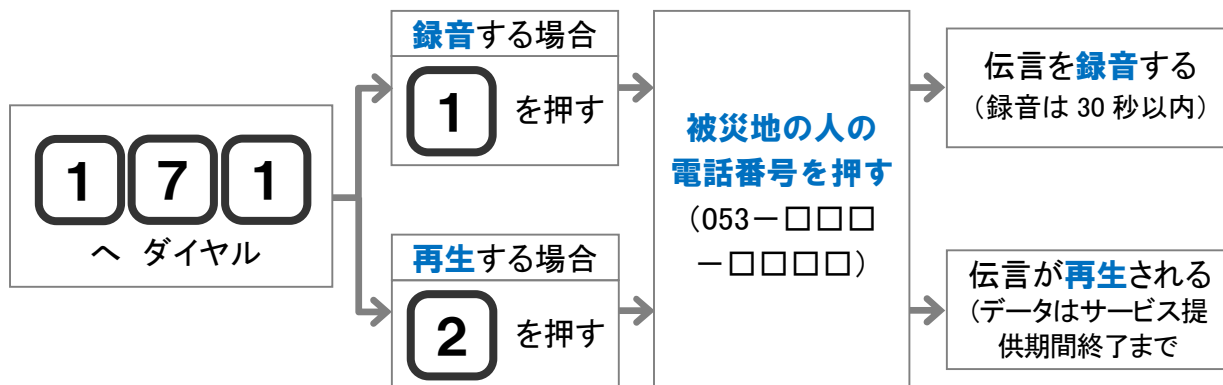 171
へ ダイヤル
録音する場合
1 を押す
再生する場合
2 を押す
被災地の人の
電話番号を押す
（053－□□□
－□□□□）
伝言を録音する
（録音は 30 秒以内）
伝言が再生される
（データはサービス提
供期間終了まで